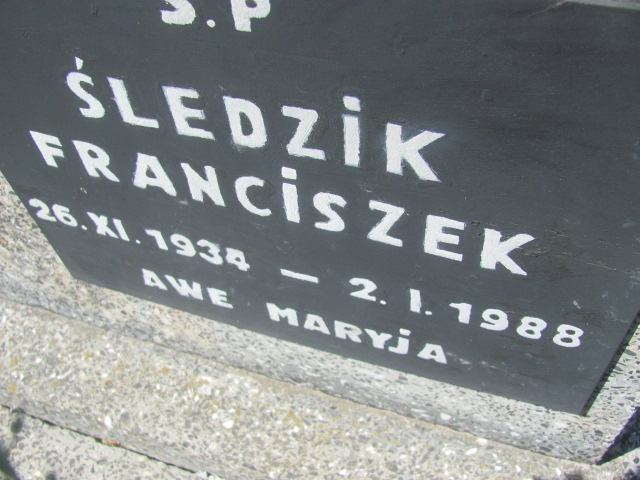 S.P
ŚLEDZiK
FRANCiSZEK
26.XI.1934 – 2.I.1988
AWE MARYjA